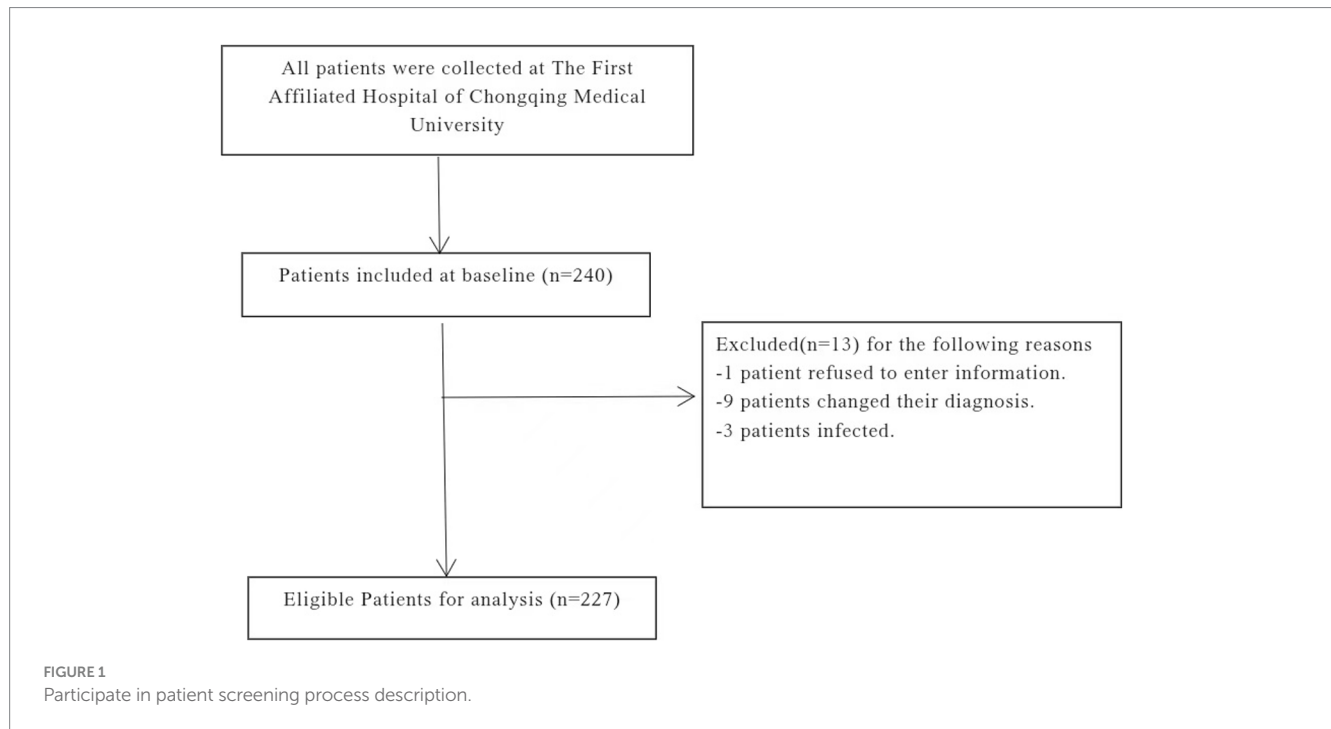 All patients were collected at The First
Affiliated Hospital of Chongqing Medical
University
Patients included at baseline (n=240)
Excluded(n=13) for the following reasons
-1 patient refused to enter information.
-9 patients changed their diagnosis.
-3 patients infected.
Eligible Patients for analysis (n=227)
FIGURE 1
Participate in patient screening process description.